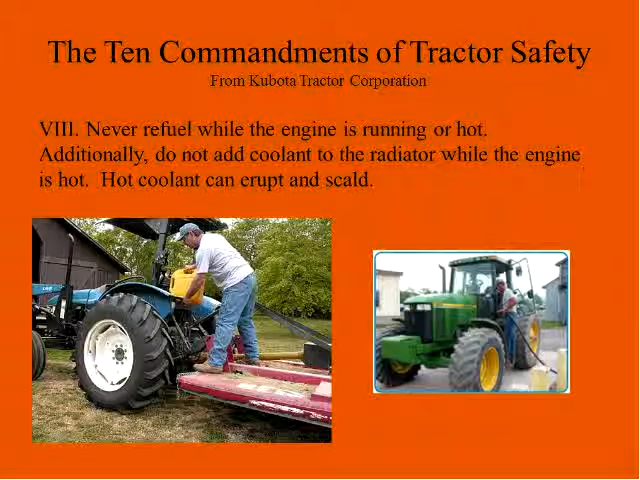 The Ten Commandments of Tractor Safety
From Kubota Tractor Corporation
VIII. Never refuel while the engine is running or hot.
Additionally, do not add coolant to the radiator while the engine
is hot. Hot coolant can erupt and scald.